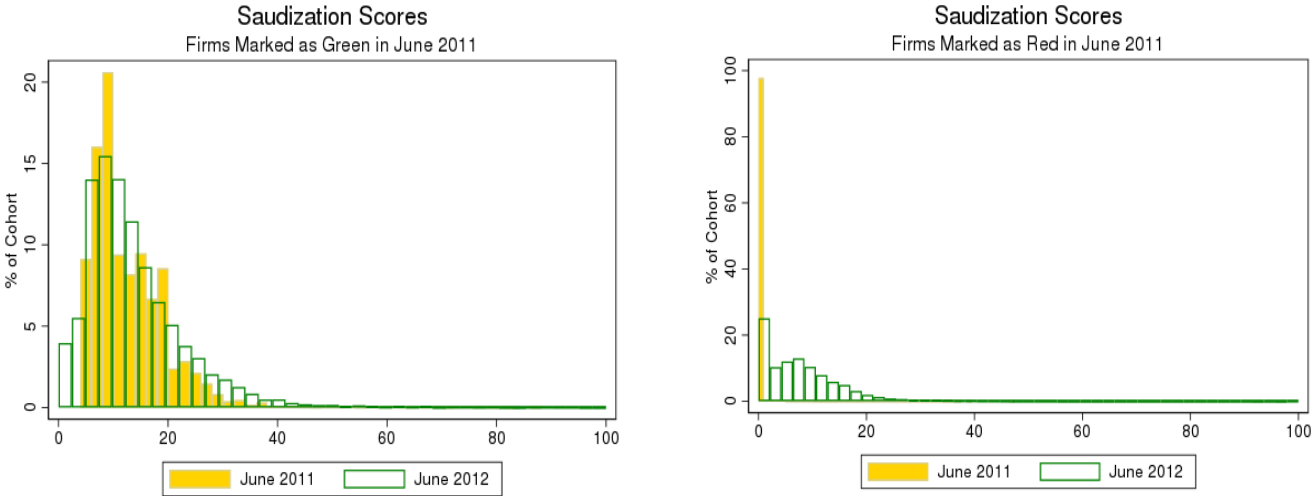 Saudization Scores
Firms Marked as Green in June 2011
% of Cohort
20
15
10
5
0
0 20 40 60 80 100
June 2011 June 2012
Saudization Scores
Firms Marked as Red in June 2011
% of Cohort
100
80
60
40
20
0
0 20 40 60 80 100
June 2011 June 2012